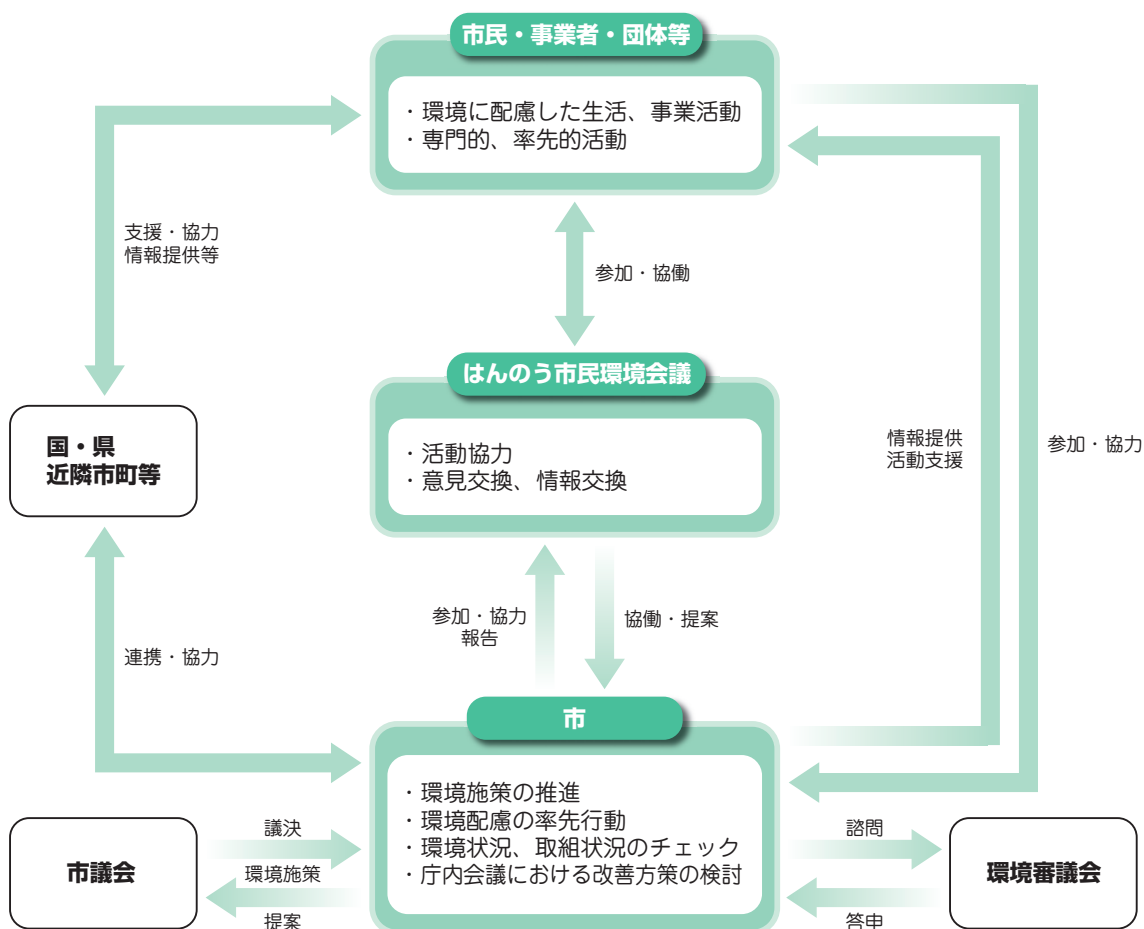 市民・事業者・団体等
・環境に配慮した生活、事業活動
・専門的、率先的活動
支援・協力
情報提供等
参加・協働
はんのう市民環境会議
・活動協力
・意見交換、情報交換
国・県
近隣市町等
情報提供
活動支援
参加・協力
参加・協力
報告
協働・提案
連携・協力
市
・環境施策の推進
・環境配慮の率先行動
・環境状況、取組状況のチェック
・庁内会議における改善方策の検討
市議会
議決
環境施策
提案
諮問
答申
環境審議会